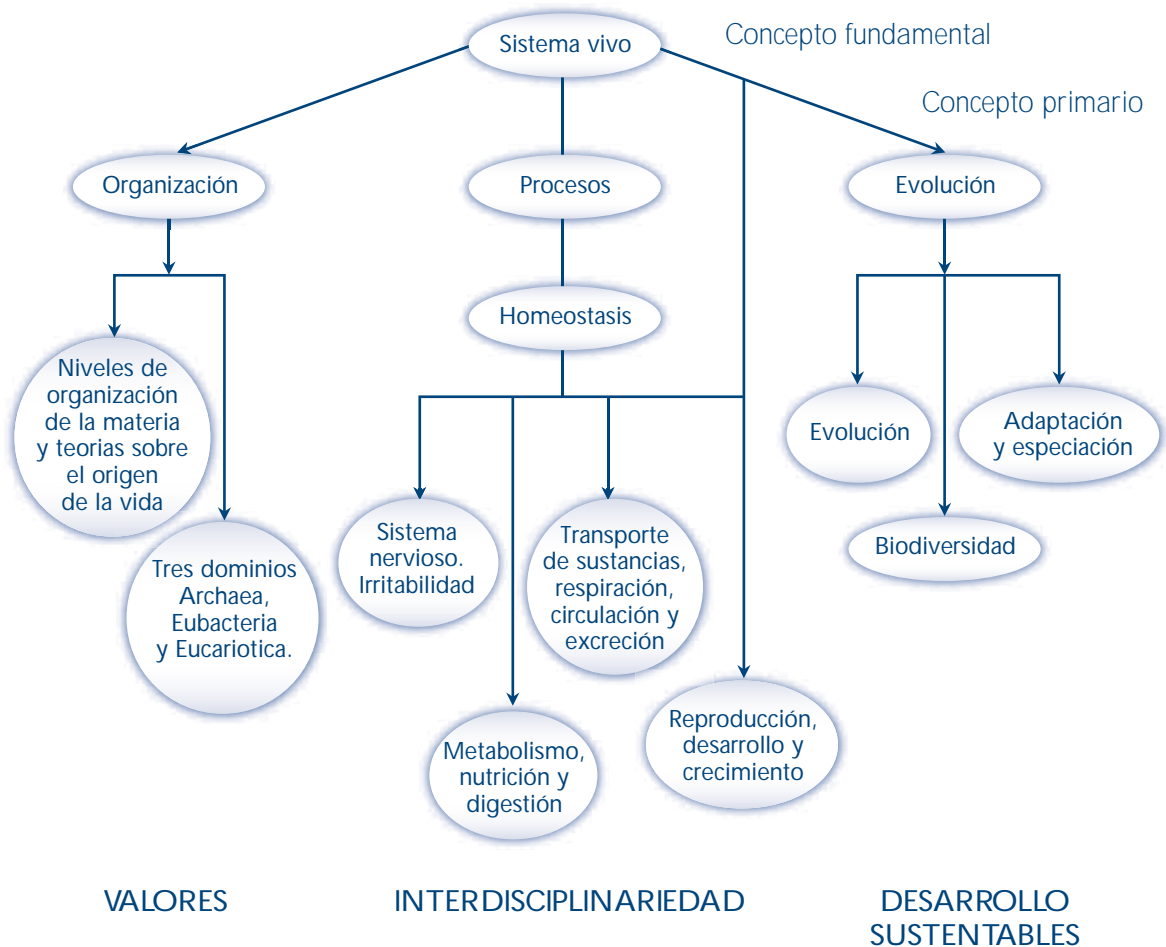 Sistema vivo
Concepto fundamental
Concepto primario
Organización
Procesos
Evolución
Homeostasis
Niveles de
organización
de la materia
y teorias sobre
el origen
de la vida
Tres dominios
Archaea,
Eubacteria
y Eucariotica.
Sistema
nervioso.
Irritabilidad
Transporte
de sustancias,
respiración,
circulación y
excreción
Metabolismo,
nutrición y
digestión
Reproducción,
desarrollo y
crecimiento
Evolución
Adaptación
y especiación
Biodiversidad
VALORES
INTERDISCIPLINARIEDAD
DESARROLLO
SUSTENTABLES